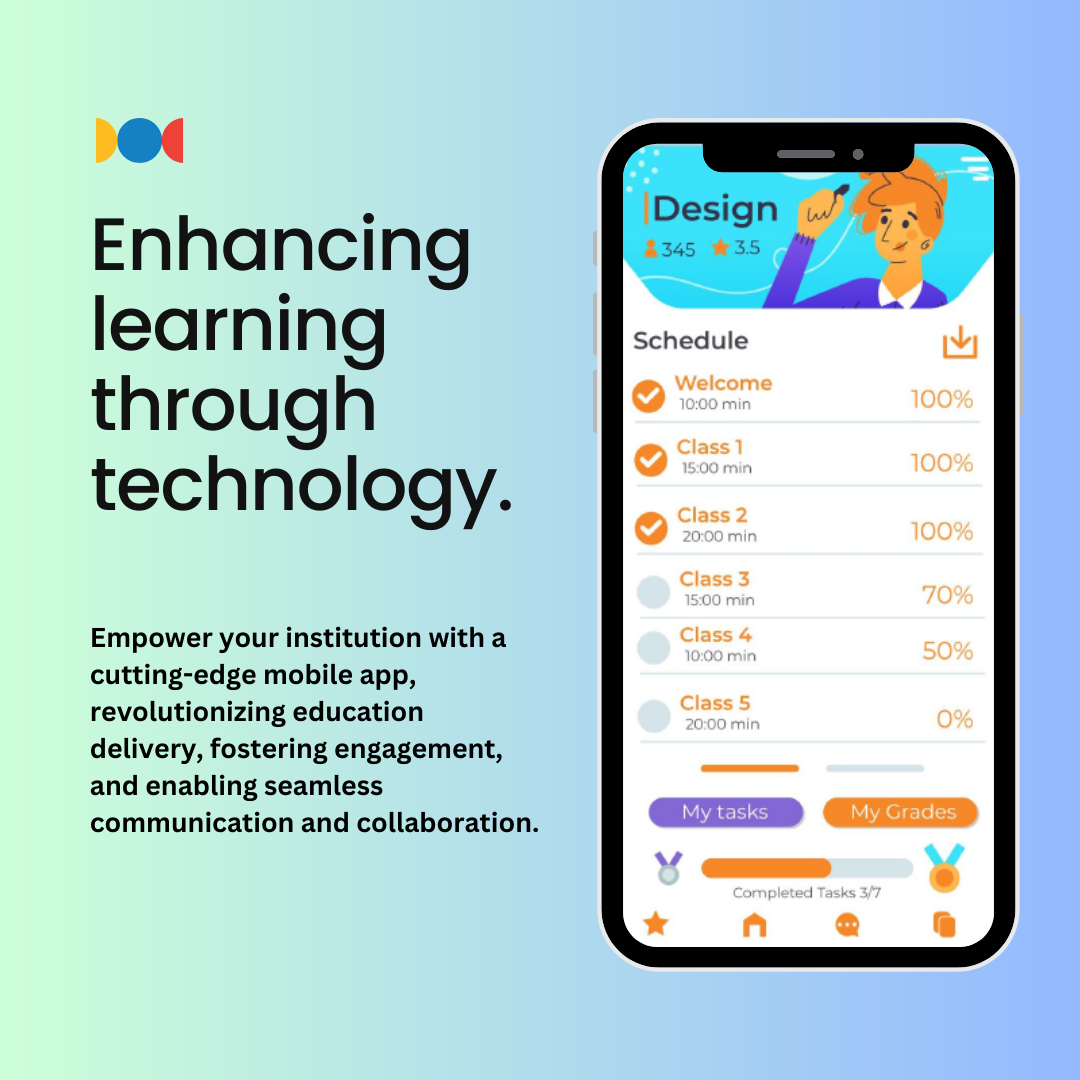 Enhancing
learning
through
technology.
Empower your institution with a
cutting-edge mobile app,
revolutionizing education
delivery, fostering engagement,
and enabling seamless
communication and collaboration.
Design
345 3.5
Schedule
Welcome
10:00 min
100%
Class 1
15:00 min
100%
Class 2
20:00 min
100%
Class 3
15:00 min
70%
Class 4
10:00 min
50%
Class 5
20:00 min
0%
My tasks
My Grades
Completed Tasks 3/7